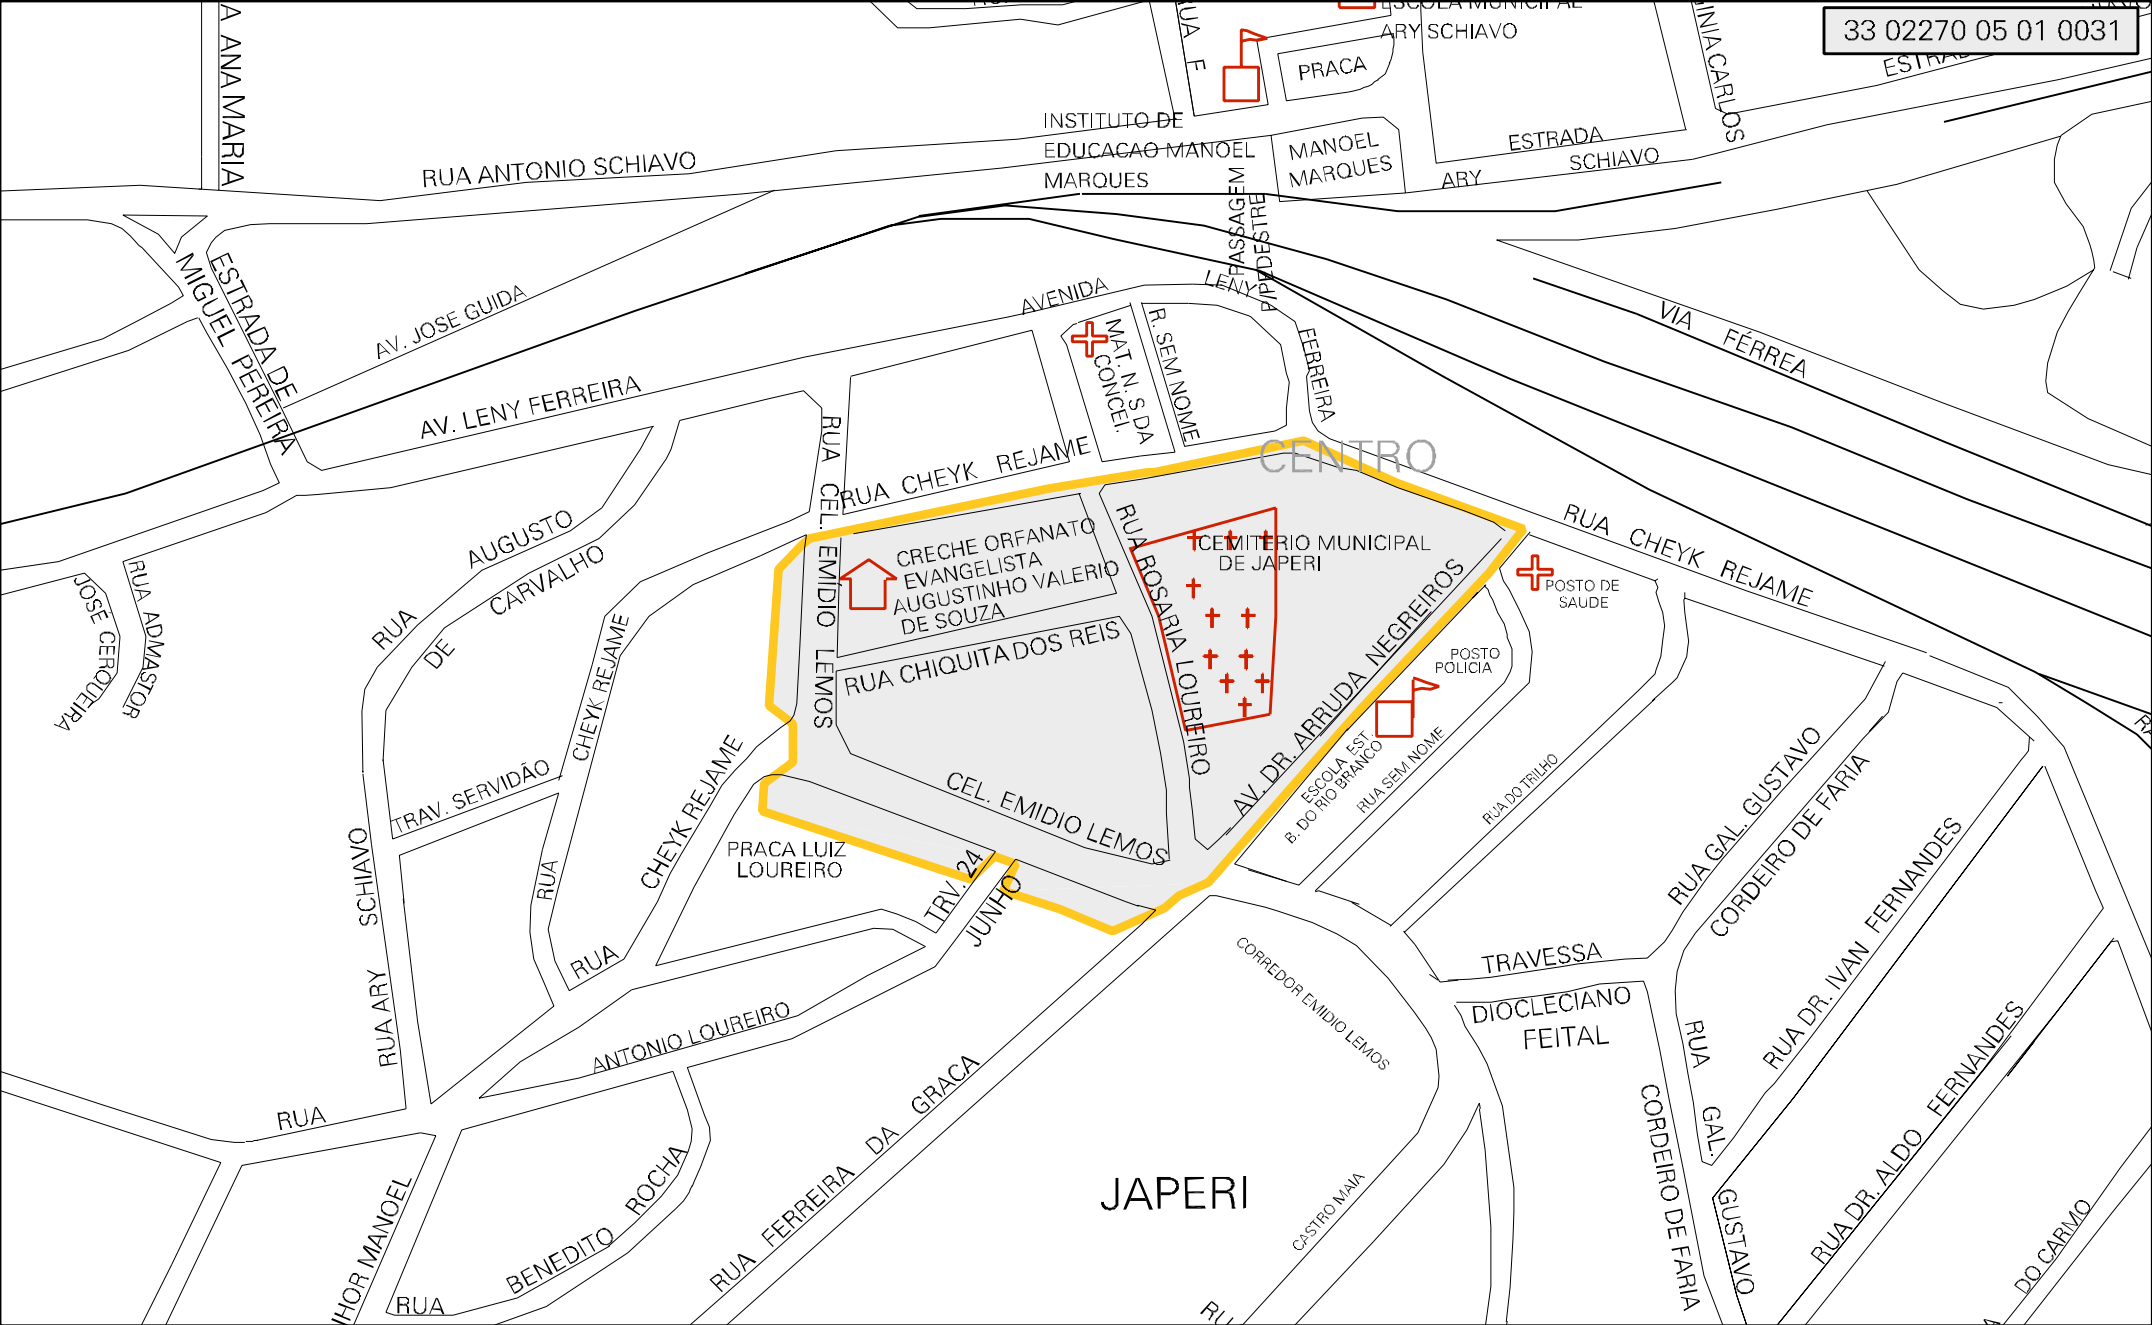 ESCOLA MUNICIPAL
ARY SCHIAVO
33 02270 05 01 0031
ANA MARIA
RUA F
PRACA
INSTITUTO DE
EDUCACAO MANOEL
MARQUES
MANOEL
MARQUES
ESTRADA
SCHIAVO
ARY
RUA ANTONIO SCHIAVO
PASSAGEM
P/PEDESTRE
ESTRADA DE
MIGUEL PEREIRA
AV. JOSE GUIDA
AVENIDA
LENY
FERREIRA
VIA FÉRREA
MAT. N. S DA
CONCEI.
R. SEM NOME
AV. LENY FERREIRA
CENTRO
RUA CHEYK REJAME
RUA CEL. EMÍDIO LEMOS
RUA CHEYK REJAME
CRECHE ORFANATO
EVANGELISTA
AUGUSTINHO VALERIO
DE SOUZA
CEMITERIO MUNICIPAL
DE JAPERI
RUA ROSARIA LOUREIRO
POSTO DE
SAUDE
POSTO
POLICIA
AV. DR. ARRUDA NEGREIROS
RUA AUGUSTO
DE CARVALHO
RUA ADMASTOR
JOSE CERQUEIRA
RUA CHIQUITA DOS REIS
CEL. EMIDIO LEMOS
ESCOLA EST.
B. DO RIO BRANCO
RUA SEM NOME
RUA DO TRILHO
RUA CHEYK REJAME
TRAV. SERVIDÃO
RUA CHEYK REJAME
PRACA LUIZ
LOUREIRO
TRV. 24
JUNHO
RUA ARY SCHIAVO
RUA GAL. GUSTAVO
CORDEIRO DE FARIA
RUA DR. IVAN FERNANDES
TRAVESSA
DIOCLECIANO
FEITAL
CORREDOR EMIDIO LEMOS
RUA ANTONIO LOUREIRO
RUA GAL. GUSTAVO
CORDEIRO DE FARIA
RUA DR. ALDO FERNANDES
RUA FERREIRA DA GRACA
JAPERI
CASTRO MAIA
RUA BENEDITO ROCHA
DO CARMO